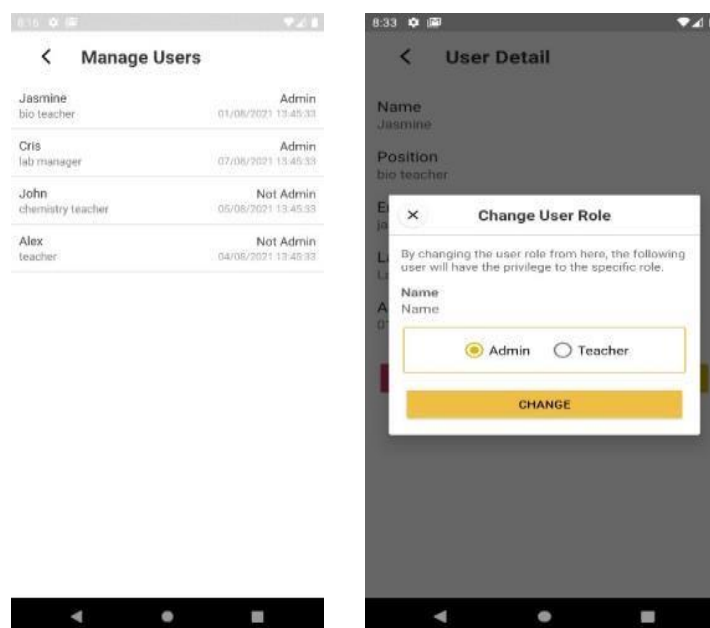 8:16
Manage Users
Jasmine Admin
bio teacher 01/08/2021 13:45:33
Cris Admin
lab manager 07/08/2021 13:45:33
John Not Admin
chemistry teacher 05/08/2021 13:45:33
Alex Not Admin
teacher 04/08/2021 13:45:33
8:33
User Detail
Name
Jasmine
Position
bio teacher
Change User Role
By changing the user role from here, the following
user will have the privilege to the specific role.
Name
Name
Admin Teacher
CHANGE